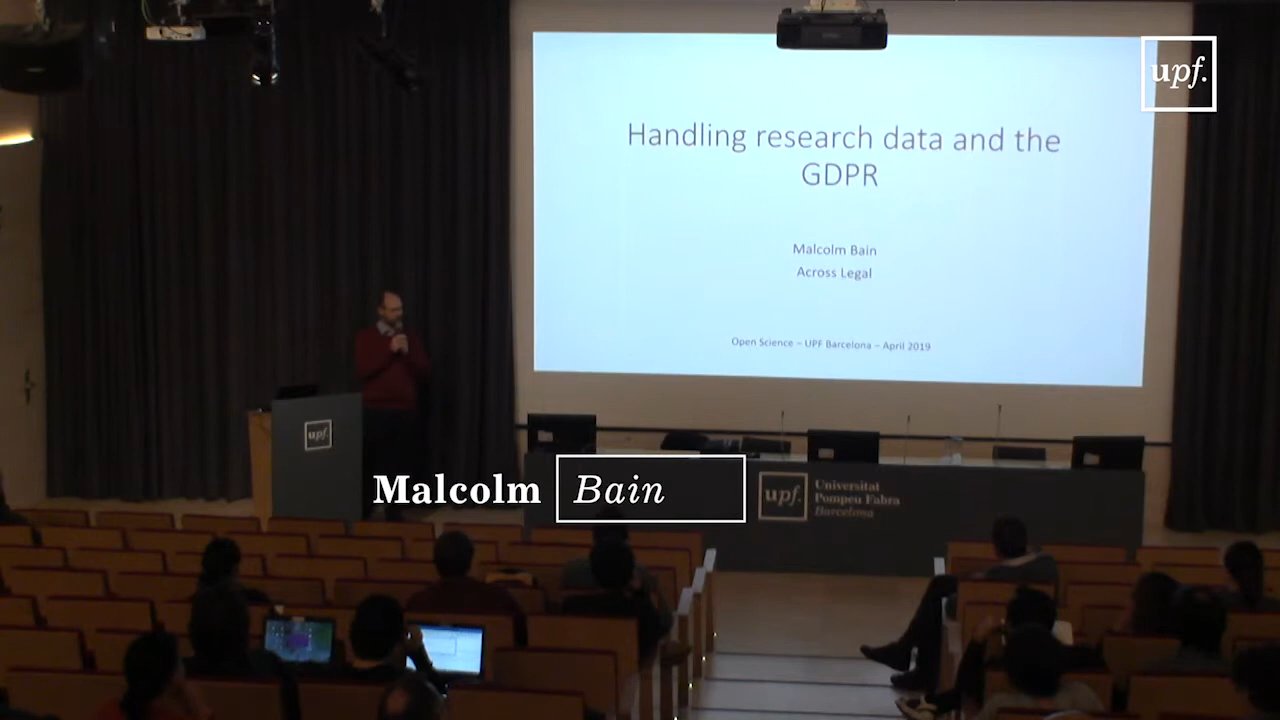 upf.
Handling research data and the
GDPR
Malcolm Bain
Across Legal
Open Science – UPF Barcelona – April 2019
upf.
Malcolm Bain
upf.
Universitat
Pompeu Fabra
Barcelona